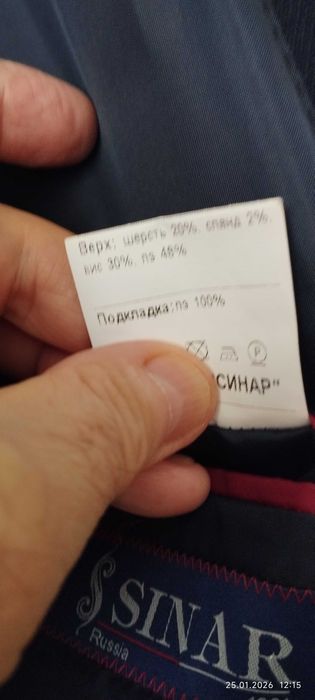 Верх: шерсть 20%, спанд 2%,
вис 30%, пэ 48%
Подкладка: пэ 100%
P
СИНАР"
SINAR
Russia
25.01.2026 12:15